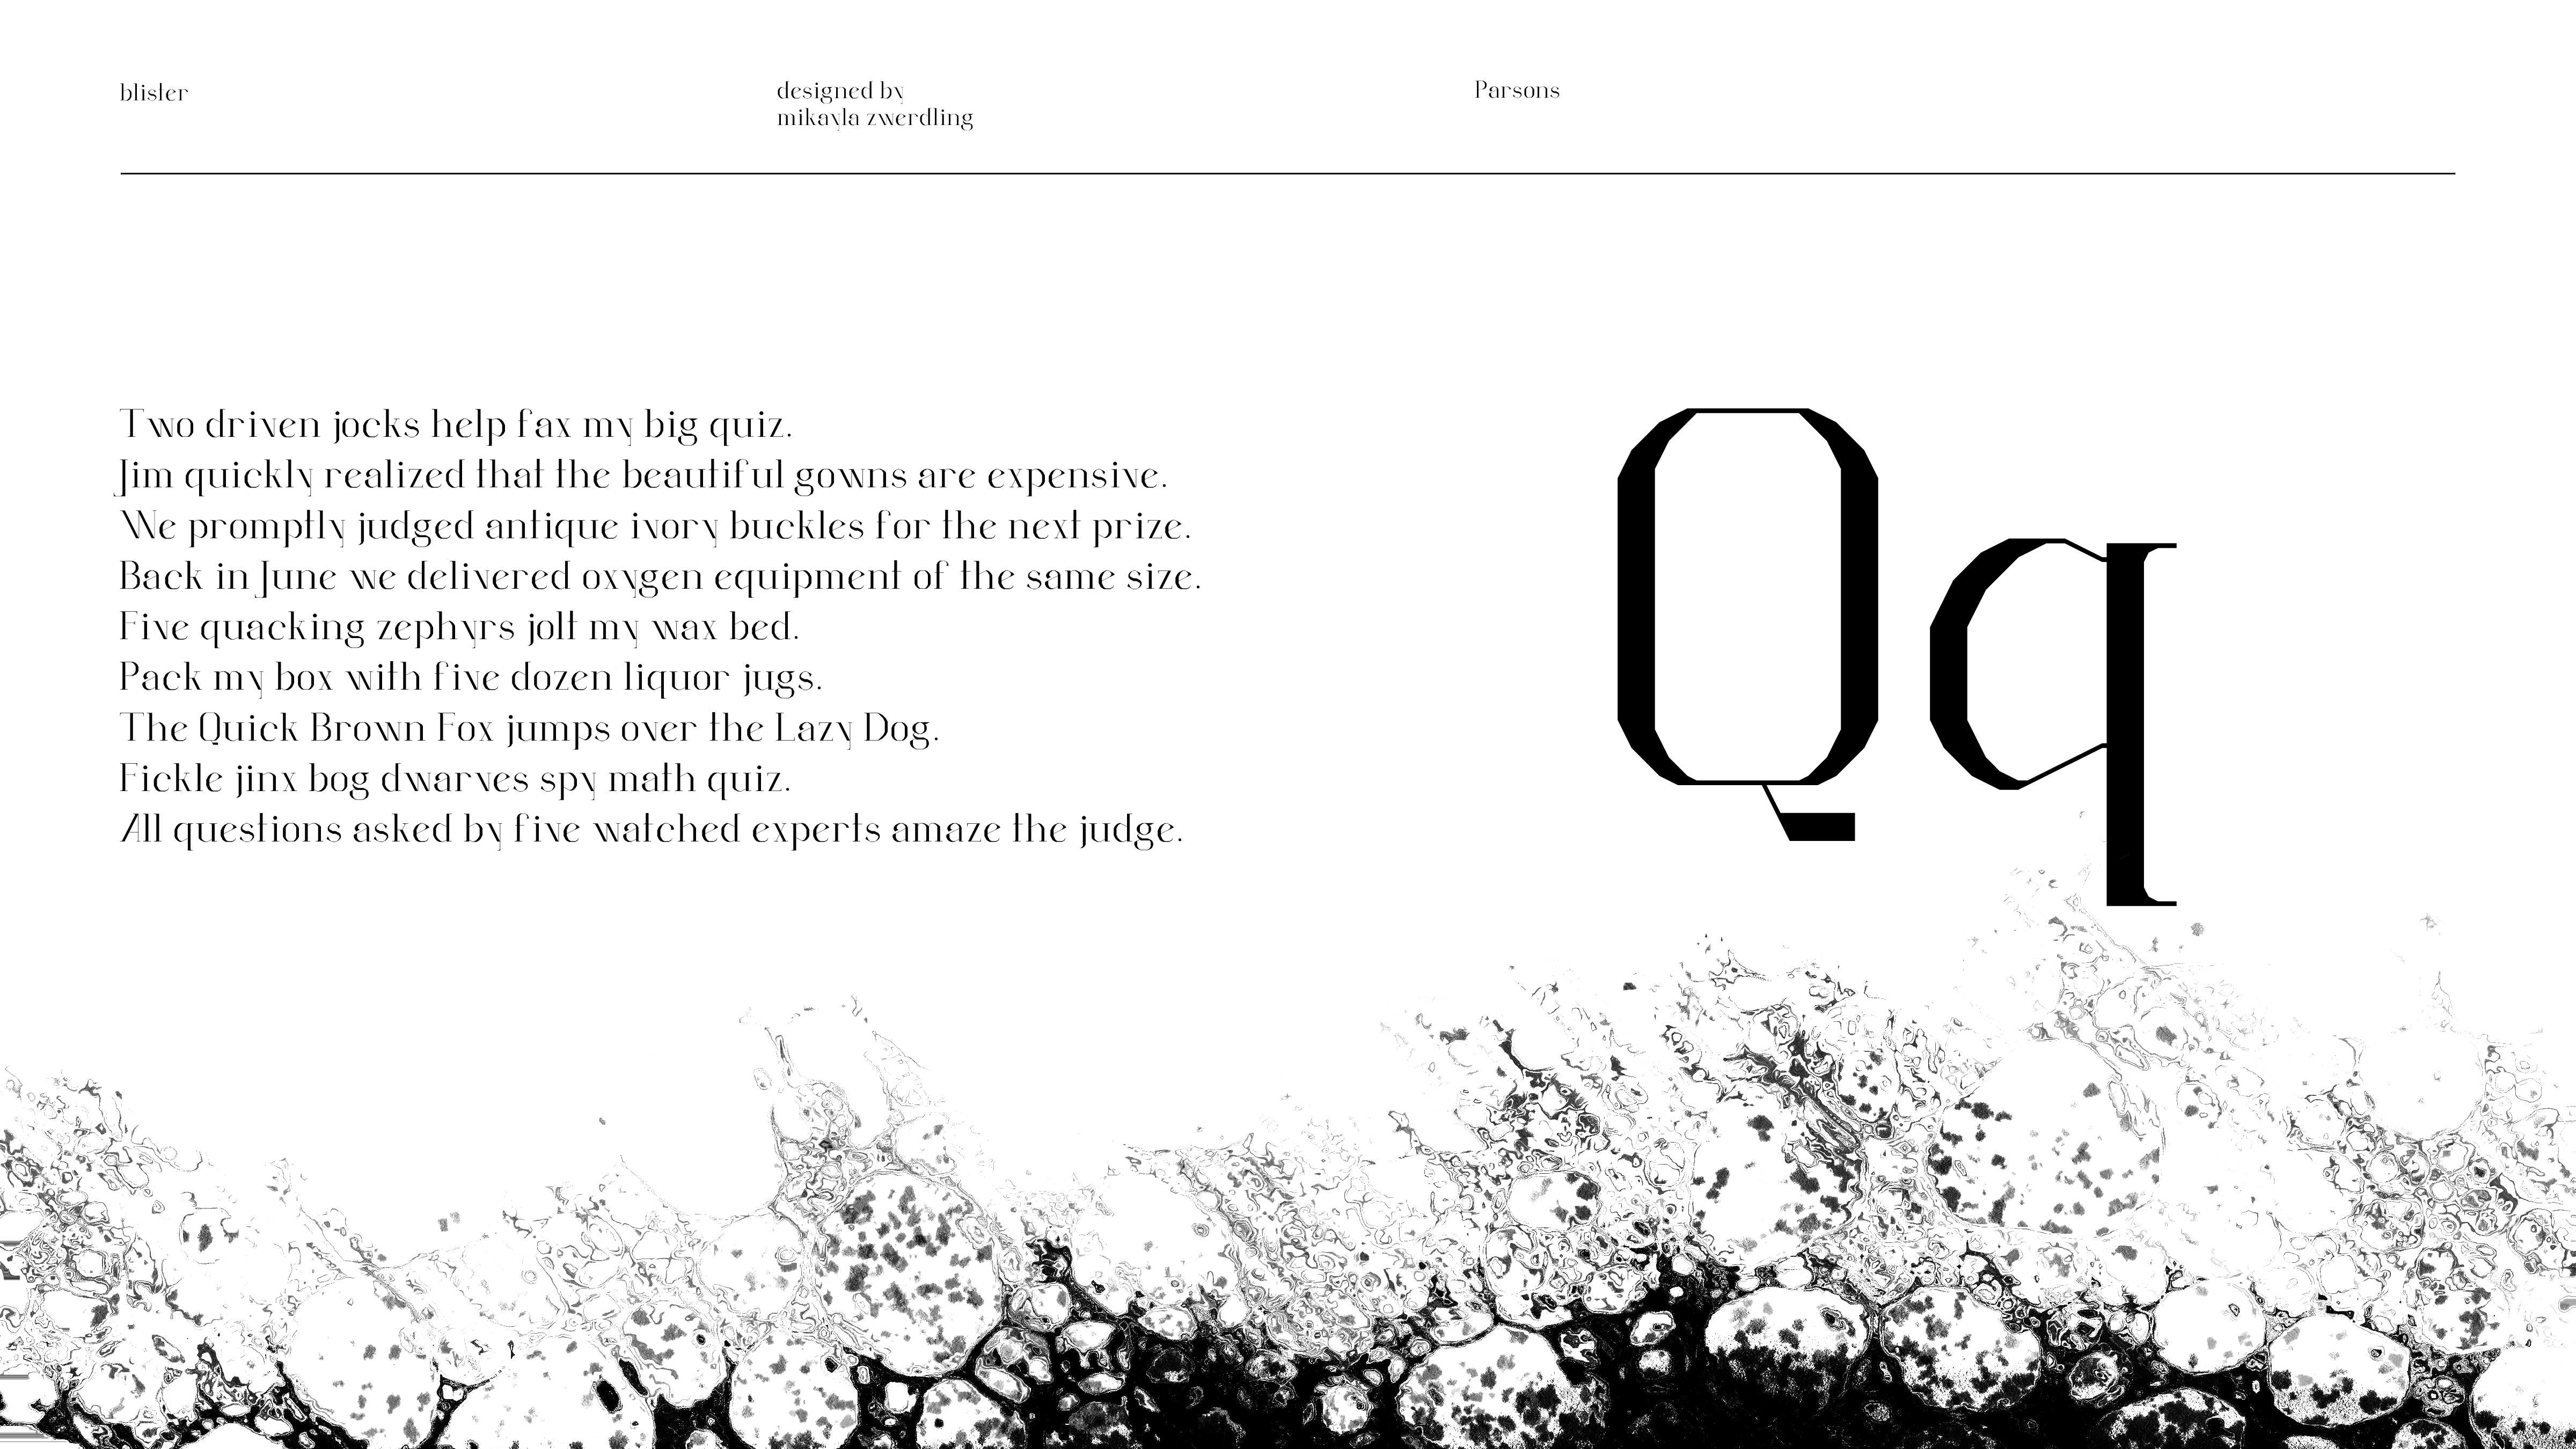 blister
designed by
mikayla zwerdling
Parsons
Two driven jocks help fax my big quiz.
Jim quickly realized that the beautiful gowns are expensive.
We promptly judged antique ivory buckles for the next prize.
Back in June we delivered oxygen equipment of the same size.
Five quacking zephyrs jolt my wax bed.
Pack my box with five dozen liquor jugs.
The Quick Brown Fox jumps over the Lazy Dog.
Fickle jinx bog dwarves spy math quiz.
All questions asked by five watched experts amaze the judge.
Qq